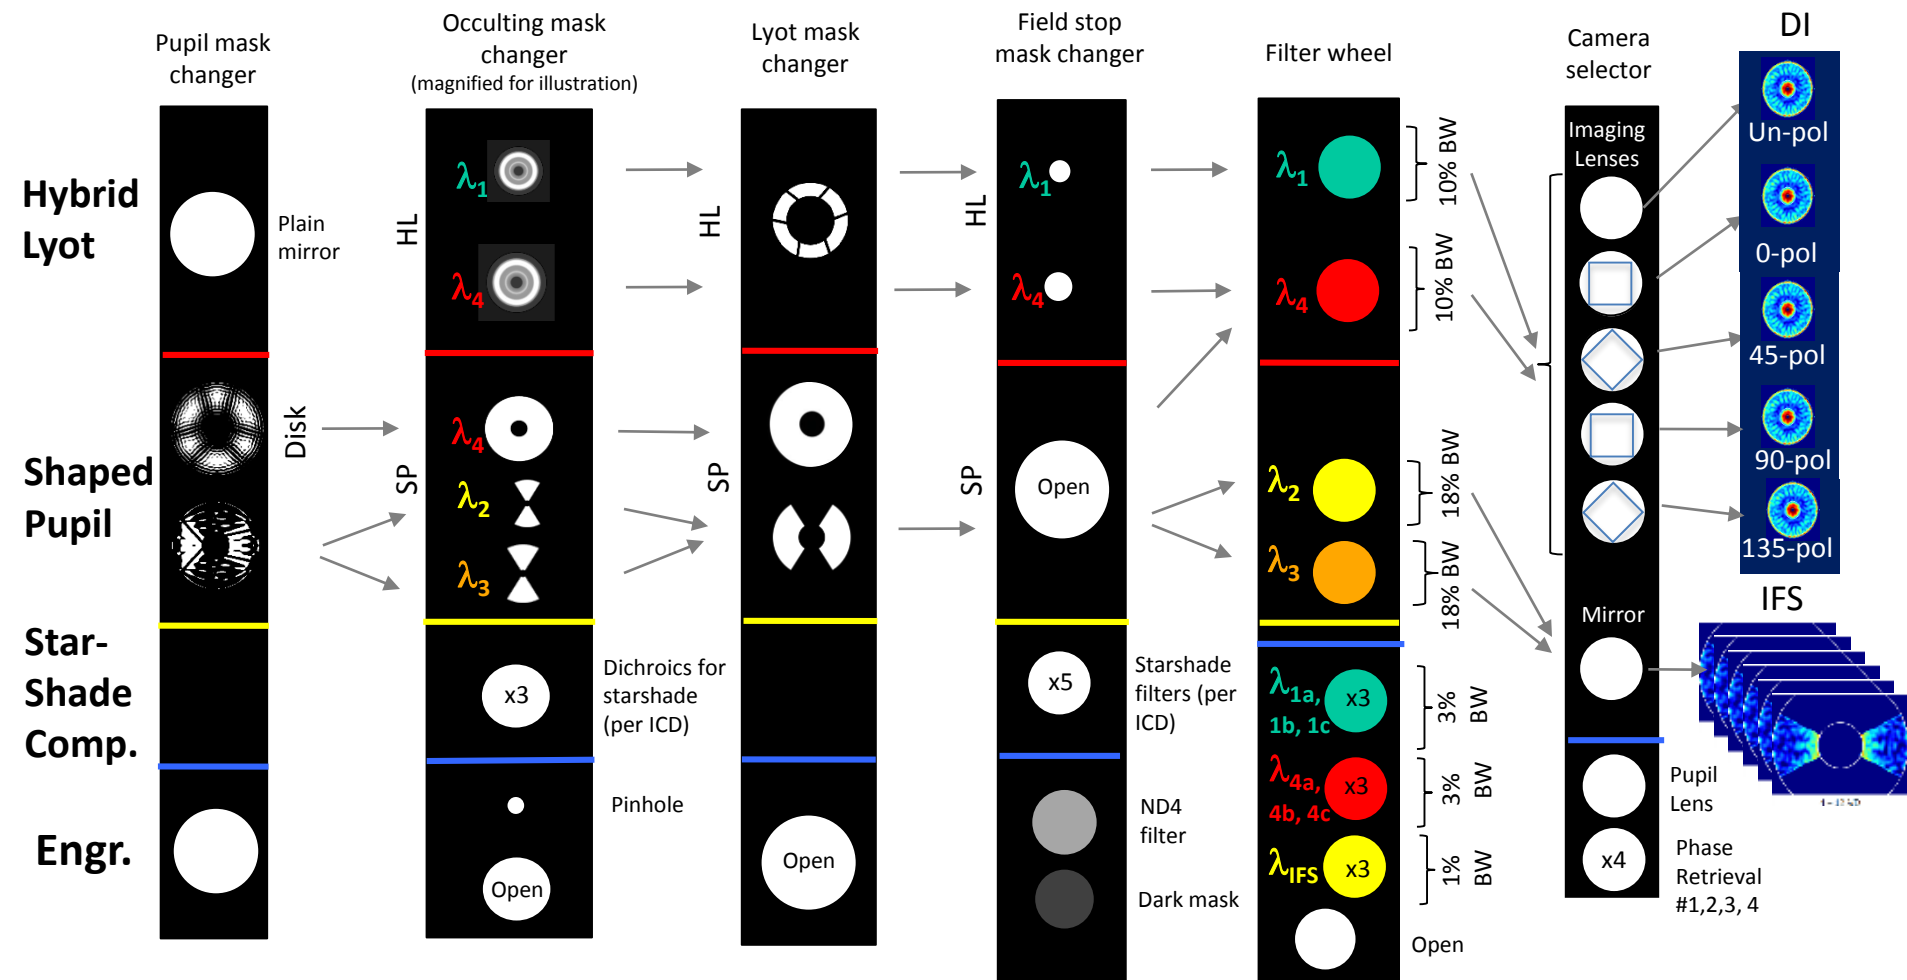 Pupil mask
changer
Occulting mask
changer
(magnified for illustration)
Lyot mask
changer
Field stop
mask changer
Filter wheel
Camera
selector
DI
Hybrid
Lyot
Plain
mirror
HL
λ1
λ4
HL
HL
λ1
λ4
λ1
10% BW
λ4
10% BW
Imaging
Lenses
Un-pol
0-pol
45-pol
90-pol
135-pol
Shaped
Pupil
Disk
SP
λ4
λ2
λ3
SP
SP
Open
λ2
18% BW
λ3
18% BW
Mirror
IFS
Star-
Shade
Comp.
x3
Dichroics for
starshade
(per ICD)
x5
Starshade
filters (per
ICD)
λ1a,
1b, 1c
x3
3%
BW
λ4a,
4b, 4c
x3
3%
BW
λIFS
x3
1%
BW
Open
Engr.
Pinhole
Open
Open
ND4
filter
Dark mask
Pupil
Lens
x4
Phase
Retrieval
#1,2,3, 4